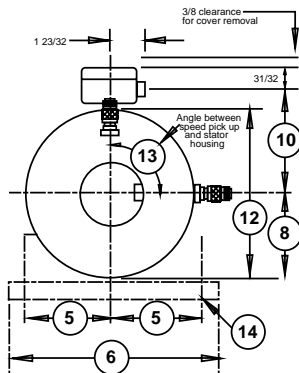 3/8 clearance
for cover removal
1 23/32
31/32
Angle between
speed pick up
and stator
housing
10
13
12
8
5
5
14
6